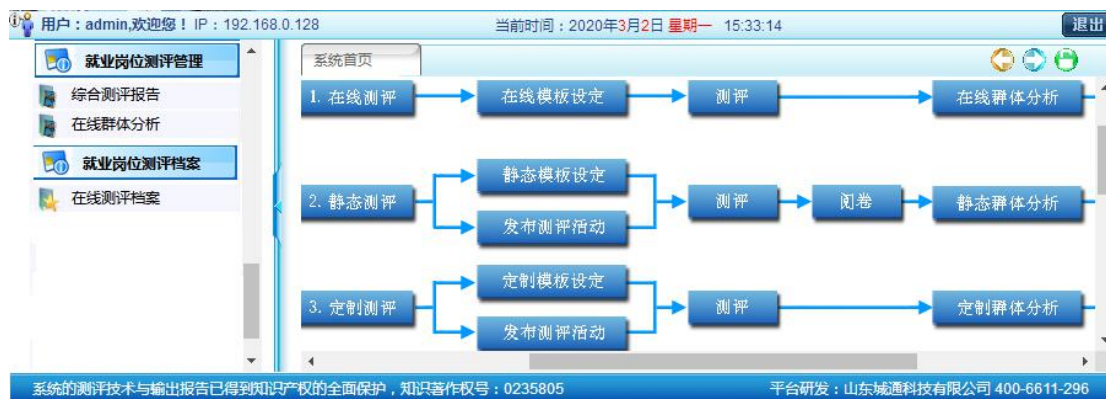 用户：admin,欢迎您！ IP：192.168.0.128
当前时间：2020年3月2日 星期一 15:33:14
退出
就业岗位测评管理
综合测评报告
在线群体分析
就业岗位测评档案
在线测评档案
系统首页
1. 在线测评
在线模板设定
测评
在线群体分析
2. 静态测评
静态模板设定
发布测评活动
测评
阅卷
静态群体分析
3. 定制测评
定制模板设定
发布测评活动
测评
定制群体分析
系统的测评技术与输出报告已得到知识产权的全面保护，知识著作权号：0235805
平台研发：山东城通科技有限公司 400-6611-296